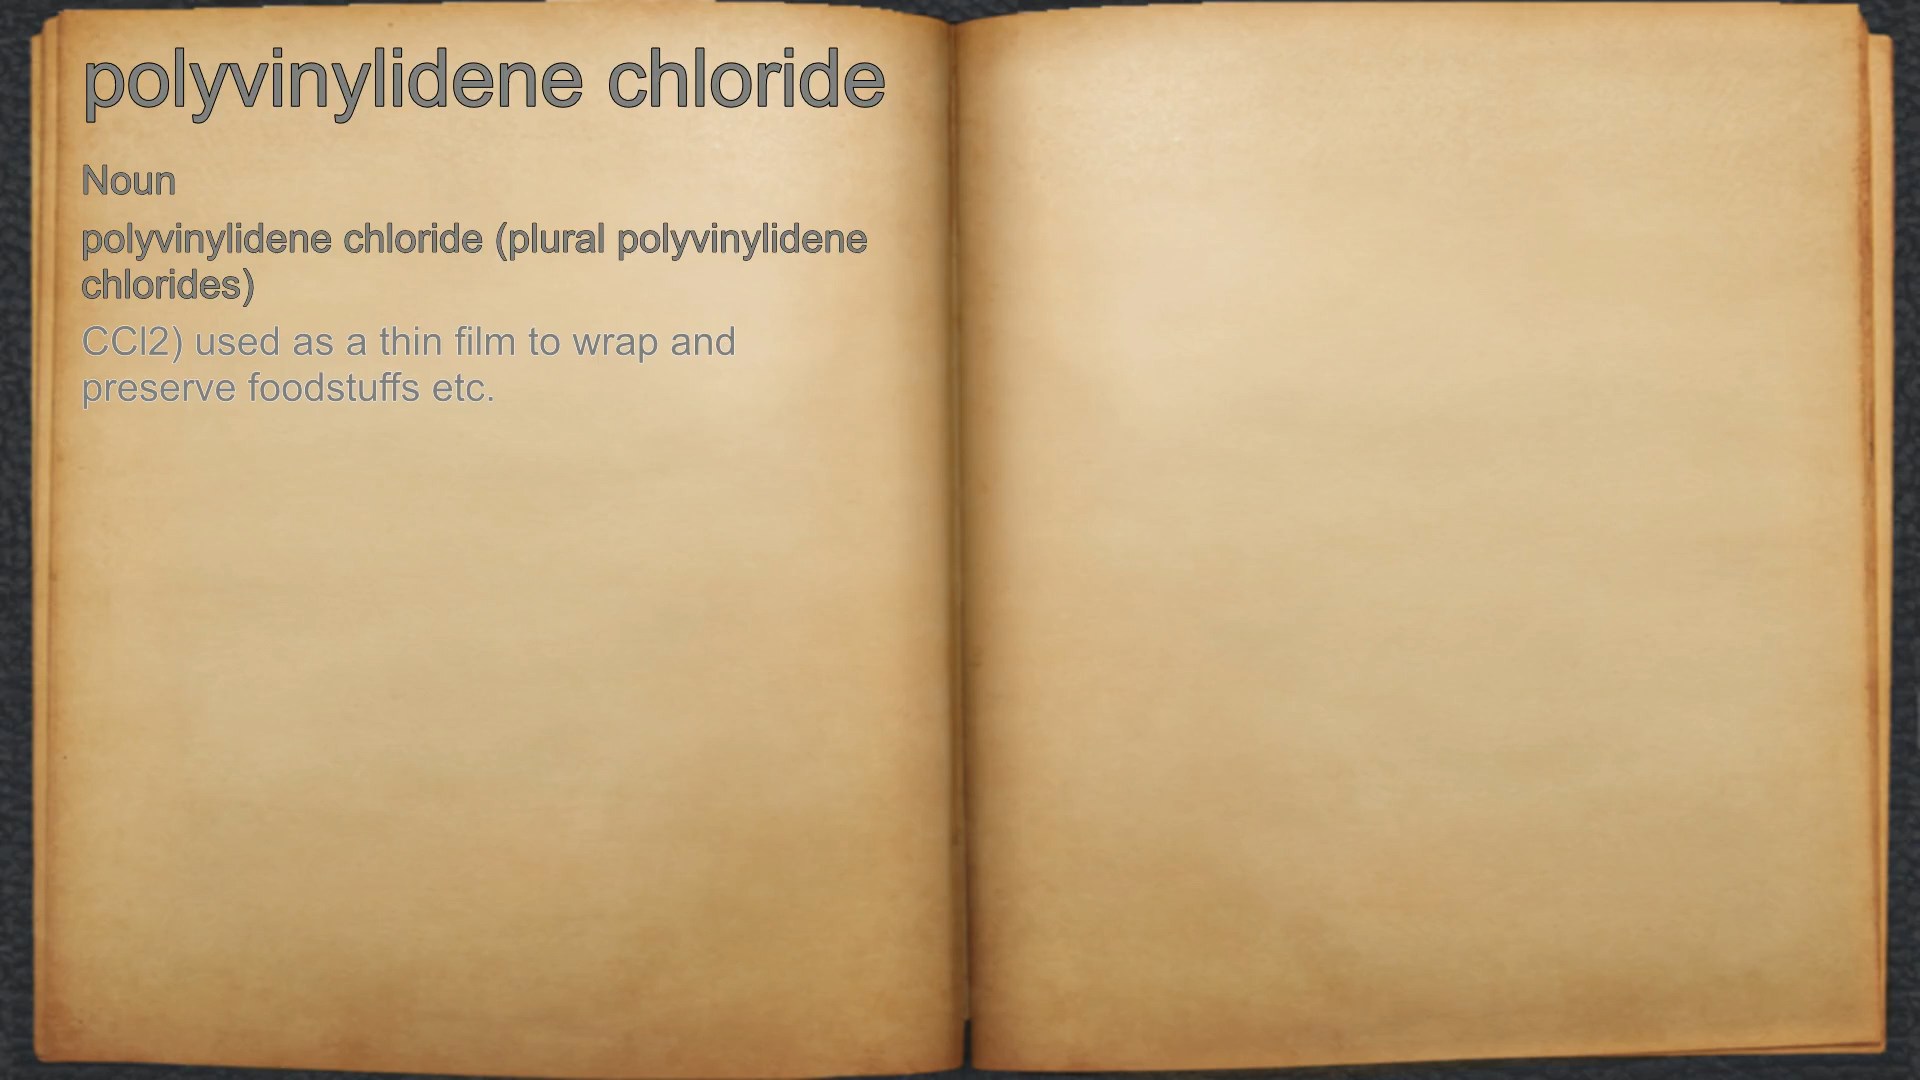 polyvinylidene chloride
Noun
polyvinylidene chloride (plural polyvinylidene
chlorides)
CCl2) used as a thin film to wrap and
preserve foodstuffs etc.